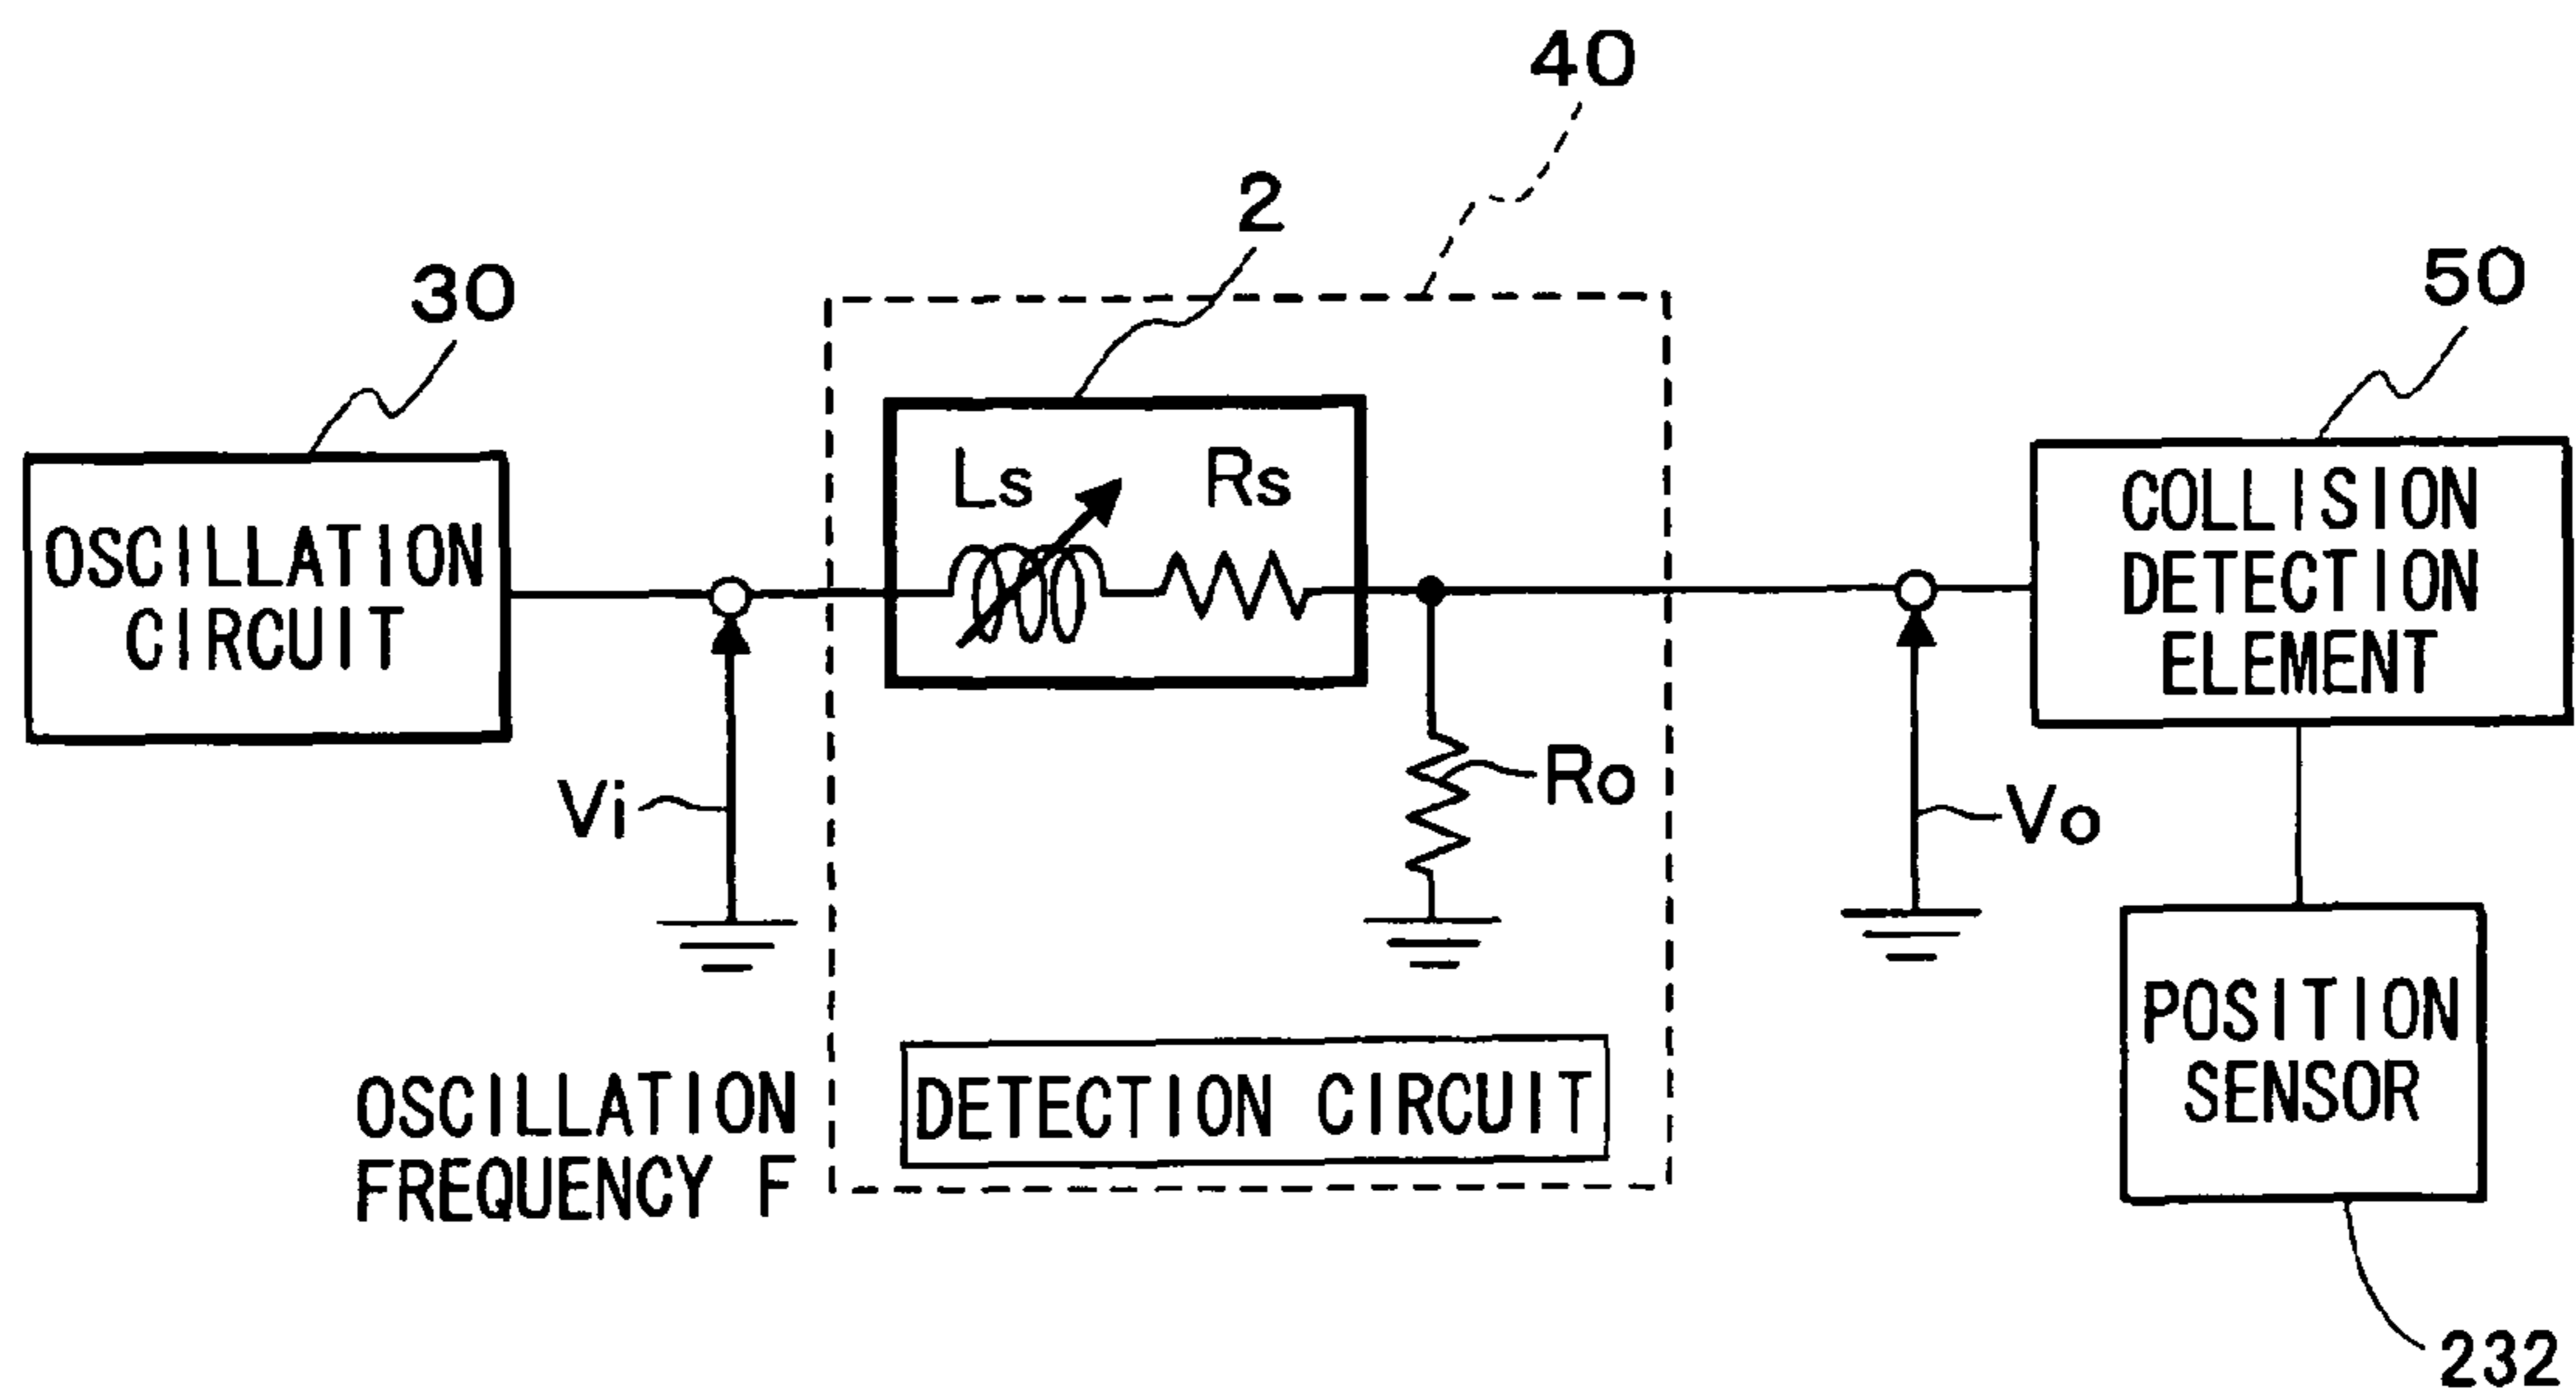 40
2
30
50
Ls
Rs
OSCILLATION
CIRCUIT
COLLISION
DETECTION
ELEMENT
Vi
Ro
Vo
POSITION
SENSOR
DETECTION CIRCUIT
OSCILLATION
FREQUENCY F
232